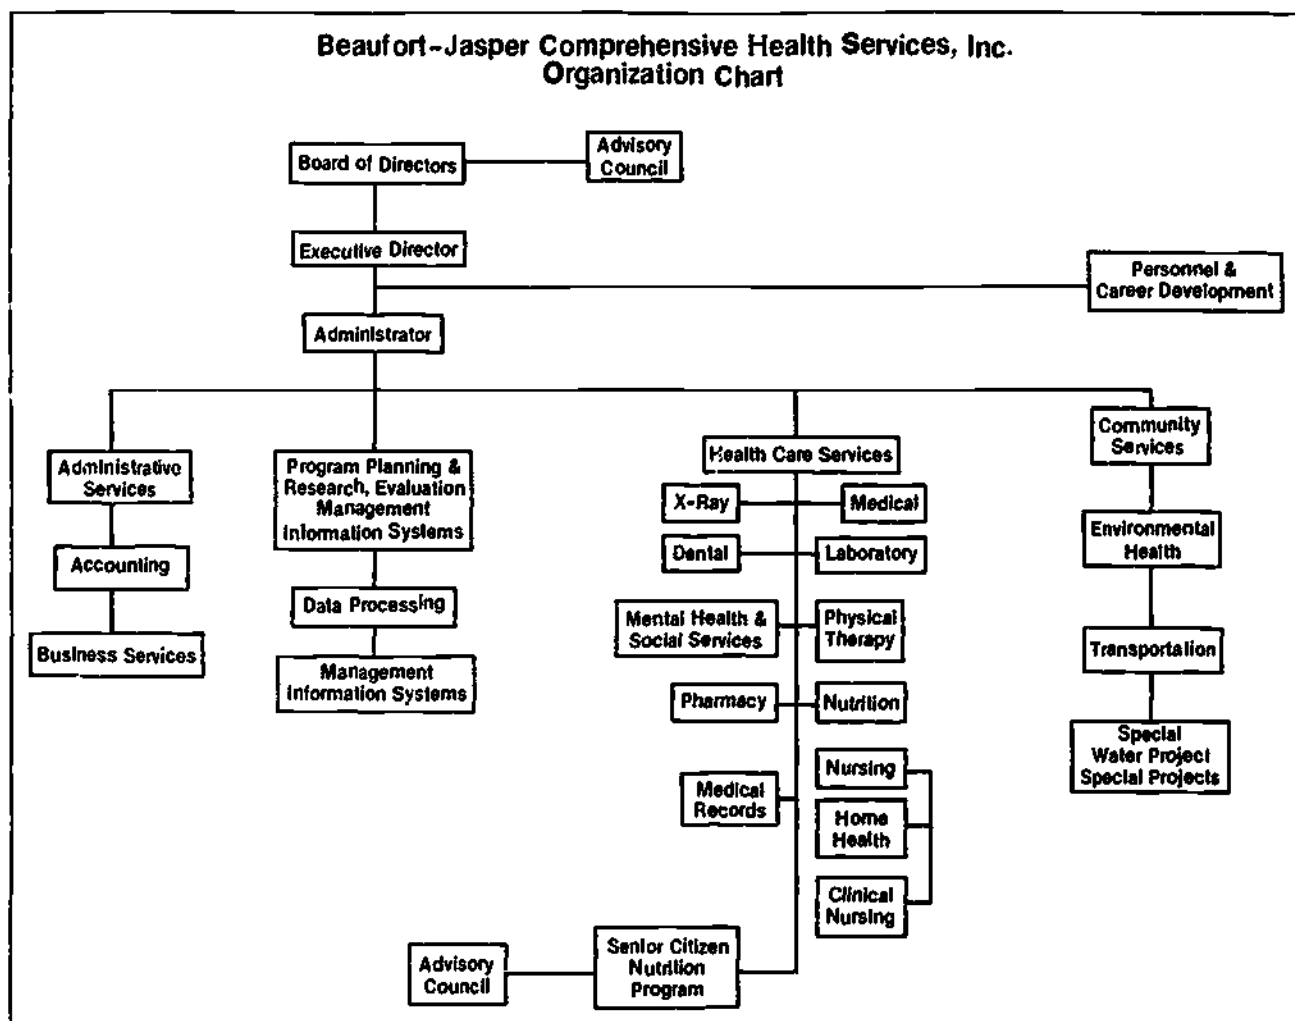 Beaufort-Jasper Comprehensive Health Services, Inc.
Organization Chart
Board of Directors
Advisory
Council
Executive Director
Personnel &
Career Development
Administrator
Administrative
Services
Accounting
Business Services
Program Planning &
Research, Evaluation
Management
Information Systems
Data Processing
Management
Information Systems
Health Care Services
X-Ray
Medical
Dental
Laboratory
Mental Health &
Social Services
Physical
Therapy
Pharmacy
Nutrition
Medical
Records
Nursing
Home
Health
Clinical
Nursing
Senior Citizen
Nutrition
Program
Advisory
Council
Community
Services
Environmental
Health
Transportation
Special
Water Project
Special Projects